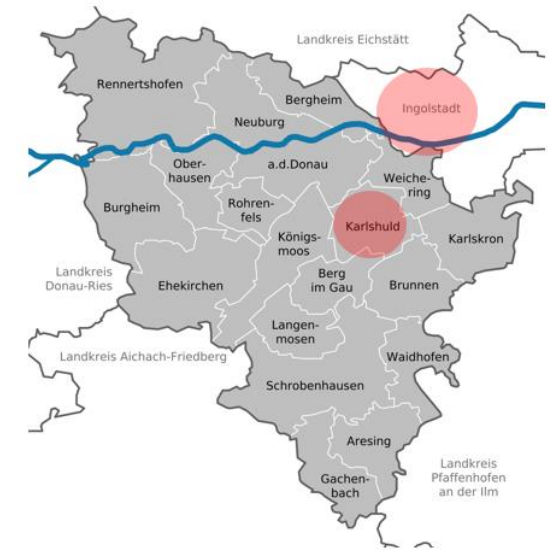 Landkreis Eichstätt
Rennertshofen
Bergheim
Ingolstadt
Neuburg
Ober-
hausen
a.d.Donau
Weiche-
ring
Burgheim
Rohren-
fels
Karlshuld
Königs-
moos
Karlskron
Landkreis
Donau-Ries
Ehekirchen
Berg
im Gau
Brunnen
Langen-
mosen
Landkreis Aichach-Friedberg
Waidhofen
Schrobenhausen
Aresing
Landkreis
Pfaffenhofen
an der Ilm
Gachen-
bach